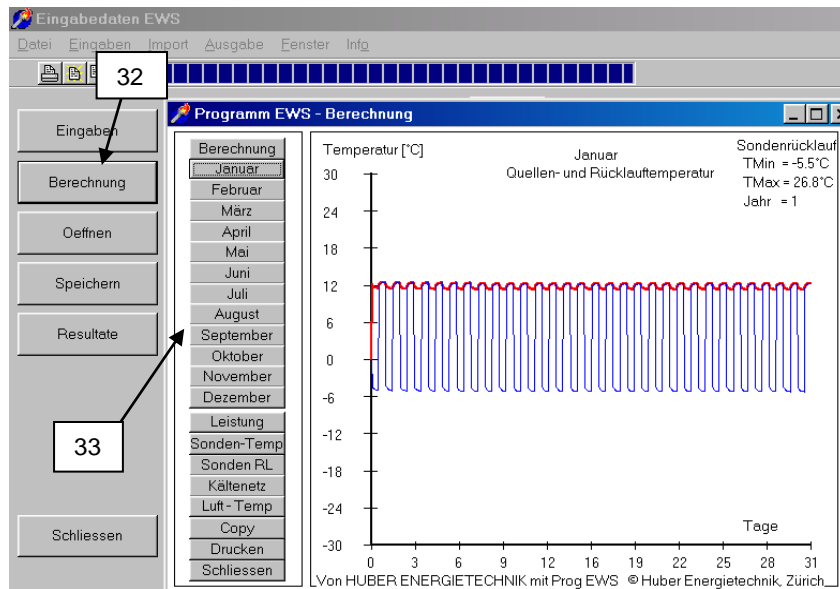 Eingabedaten EWS
Datei Eingaben Import Ausgabe Fenster Info
32
Eingaben
Berechnung
Oeffnen
Speichern
Resultate
Schliessen
33
Programm EWS - Berechnung
Berechnung
Januar
Februar
März
April
Mai
Juni
Juli
August
September
Oktober
November
Dezember
Leistung
Sonden-Temp
Sonden RL
Kältenetz
Luft - Temp
Copy
Drucken
Schliessen
Temperatur [°C]
Januar
Quellen- und Rücklauftemperatur
Sondenrücklauf
TMin = -5.5°C
TMax = 26.8°C
Jahr = 1
30
24
18
12
6
0
-6
-12
-18
-24
-30
Tage
0 3 6 9 12 16 19 22 25 28 31
Von HUBER ENERGIETECHNIK mit Prog EWS © Huber Energietechnik, Zürich